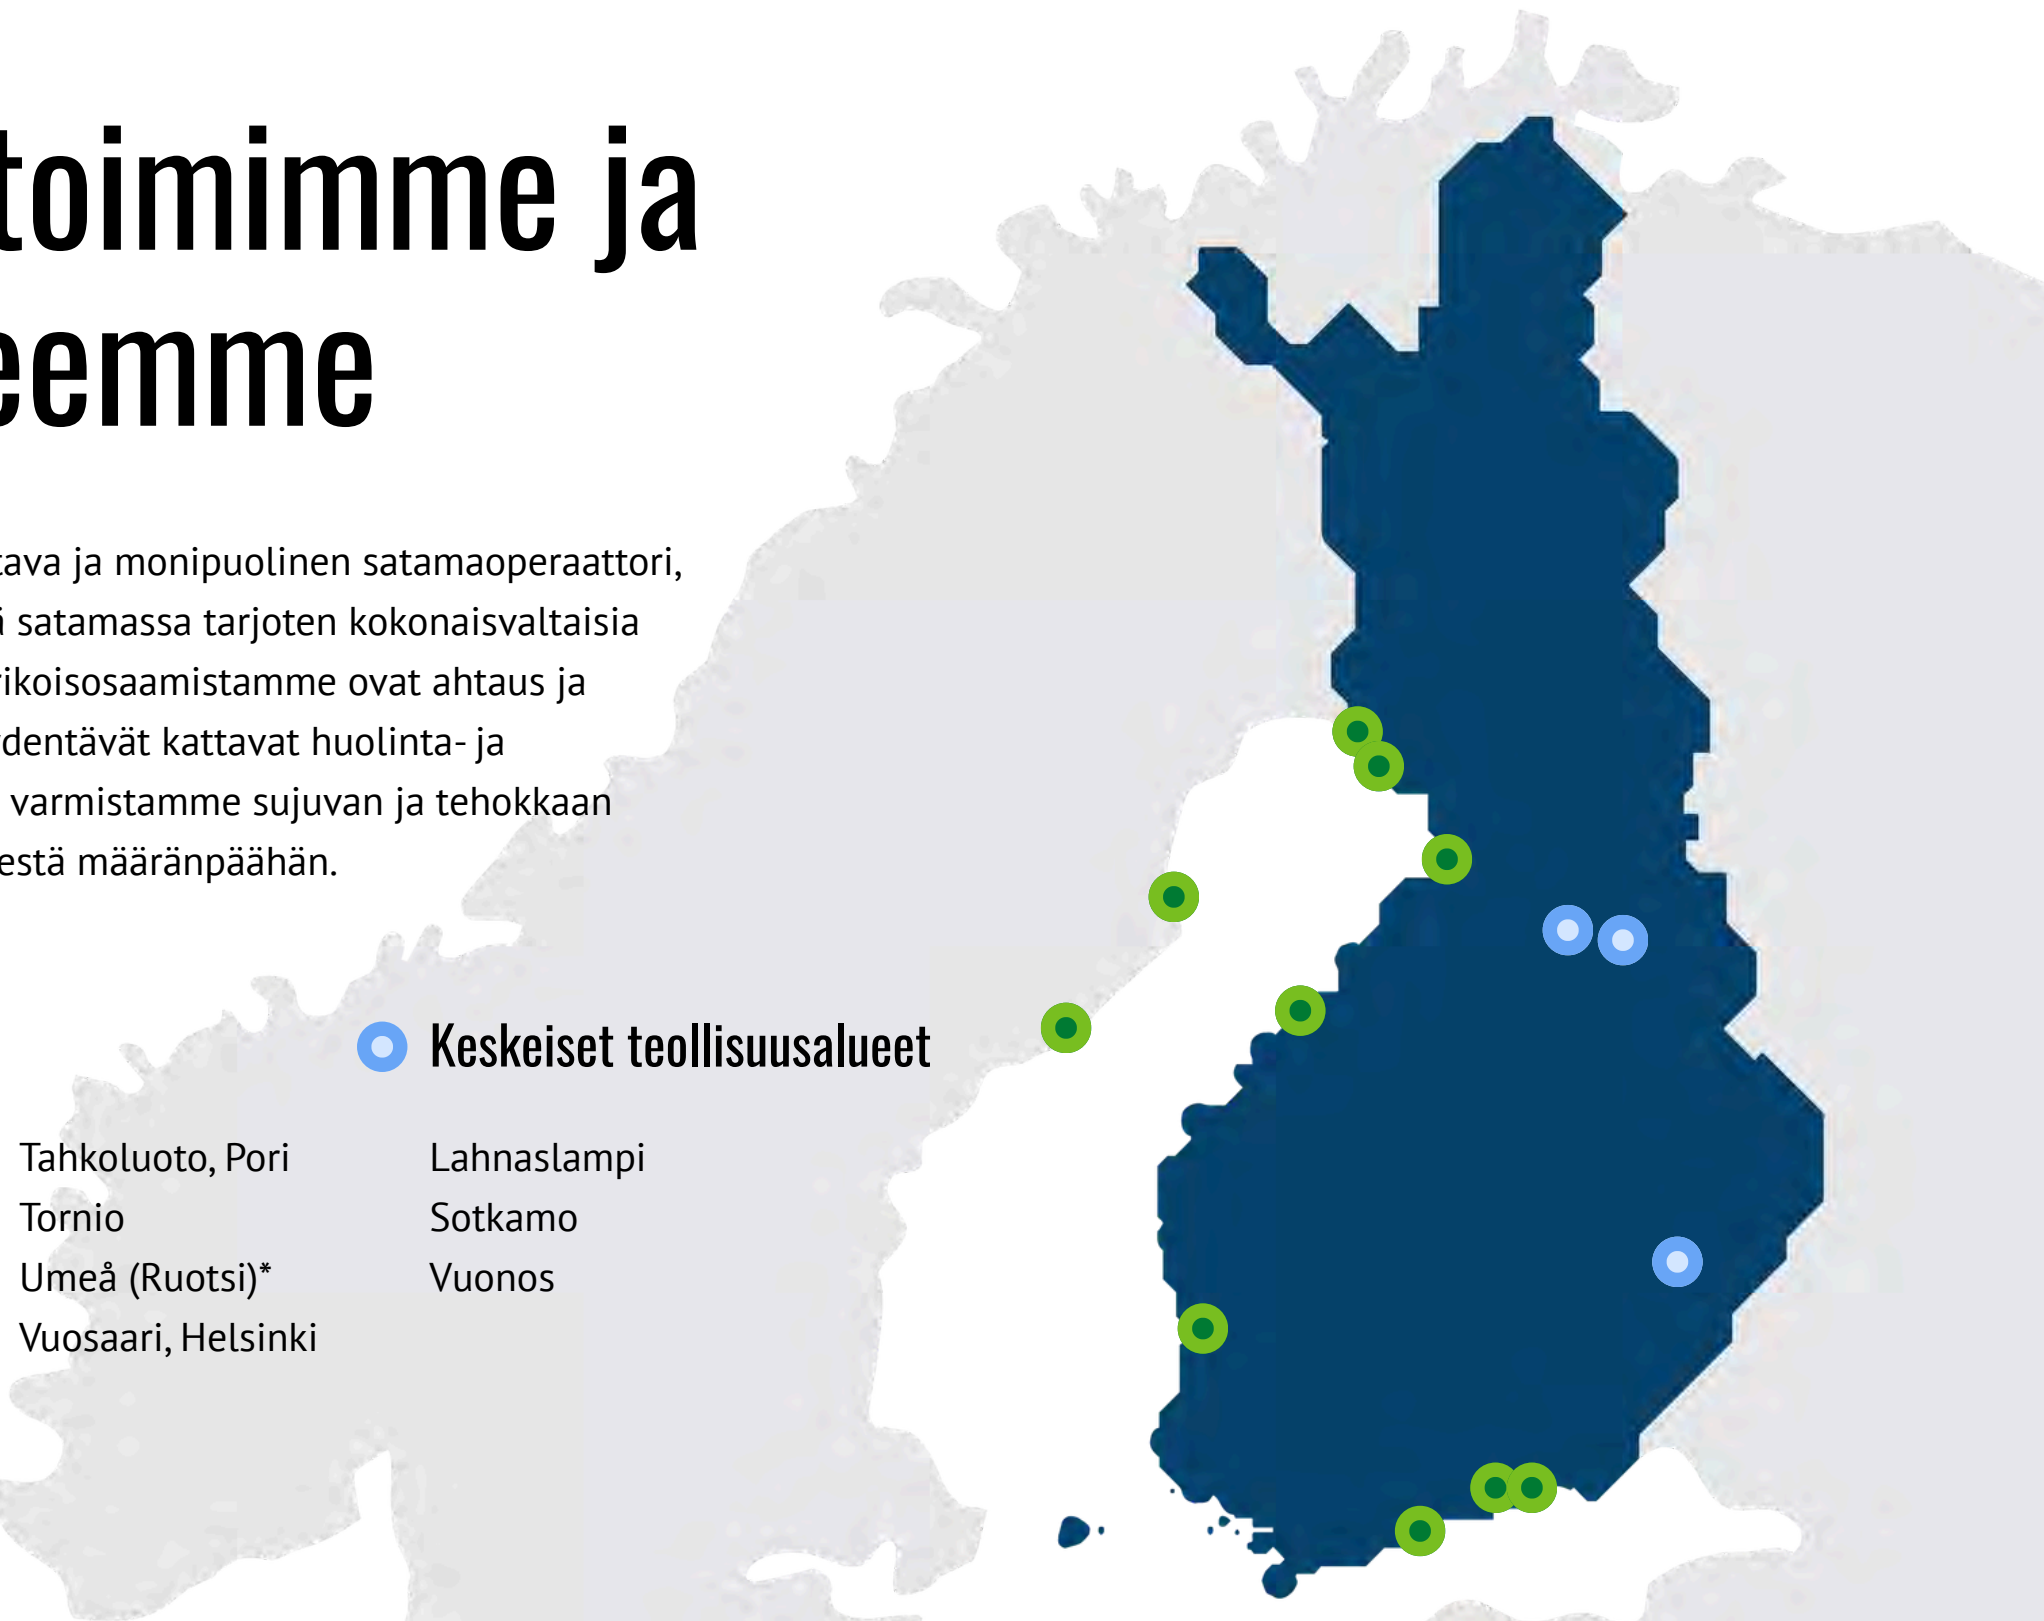 toimimme ja
eemme
tava ja monipuolinen satamaoperaattori,
ä satamassa tarjoten kokonaisvaltaisia
rikoisosaamistamme ovat ahtaus ja
dentävät kattavat huolinta- ja
varmistamme sujuvan ja tehokkaan
estä määränpäähän.
Keskeiset teollisuusalueet
Tahkoluoto, Pori
Tornio
Umeå (Ruotsi)*
Vuosaari, Helsinki
Lahnaslampi
Sotkamo
Vuonos